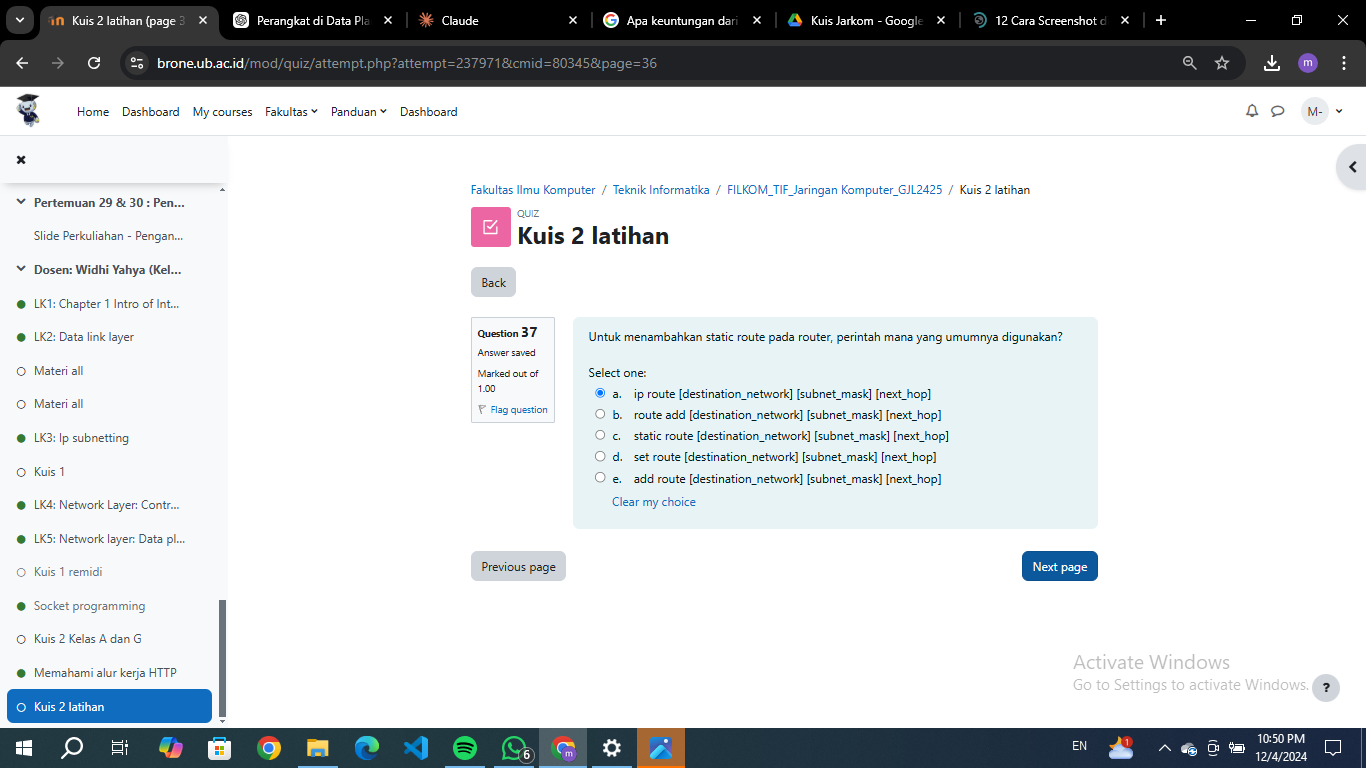 Kuis 2 latihan (page 3
Perangkat di Data Pla
Claude
Apa keuntungan dari
Kuis Jarkom - Google
12 Cara Screenshot d
brone.ub.ac.id/mod/quiz/attempt.php?attempt=237971&cmid=80345&page=36
m
Home Dashboard My courses Fakultas Panduan Dashboard
M-
Pertemuan 29 & 30 : Pen...
Slide Perkuliahan - Pengan...
Dosen: Widhi Yahya (Kel...
LK1: Chapter 1 Intro of Int...
LK2: Data link layer
Materi all
Materi all
LK3: Ip subnetting
Kuis 1
LK4: Network Layer: Contr...
LK5: Network layer: Data pl...
Kuis 1 remidi
Socket programming
Kuis 2 Kelas A dan G
Memahami alur kerja HTTP
Kuis 2 latihan
Fakultas Ilmu Komputer / Teknik Informatika / FILKOM_TIF_Jaringan Komputer_GJL2425 / Kuis 2 latihan
QUIZ
Kuis 2 latihan
Back
Question 37
Answer saved
Marked out of
1.00
Flag question
Untuk menambahkan static route pada router, perintah mana yang umumnya digunakan?
Select one:
a. ip route [destination_network] [subnet_mask] [next_hop]
b. route add [destination_network] [subnet_mask] [next_hop]
c. static route [destination_network] [subnet_mask] [next_hop]
d. set route [destination_network] [subnet_mask] [next_hop]
e. add route [destination_network] [subnet_mask] [next_hop]
Clear my choice
Previous page
Next page
Activate Windows
Go to Settings to activate Windows.
?
6
m
EN
1
10:50 PM
12/4/2024